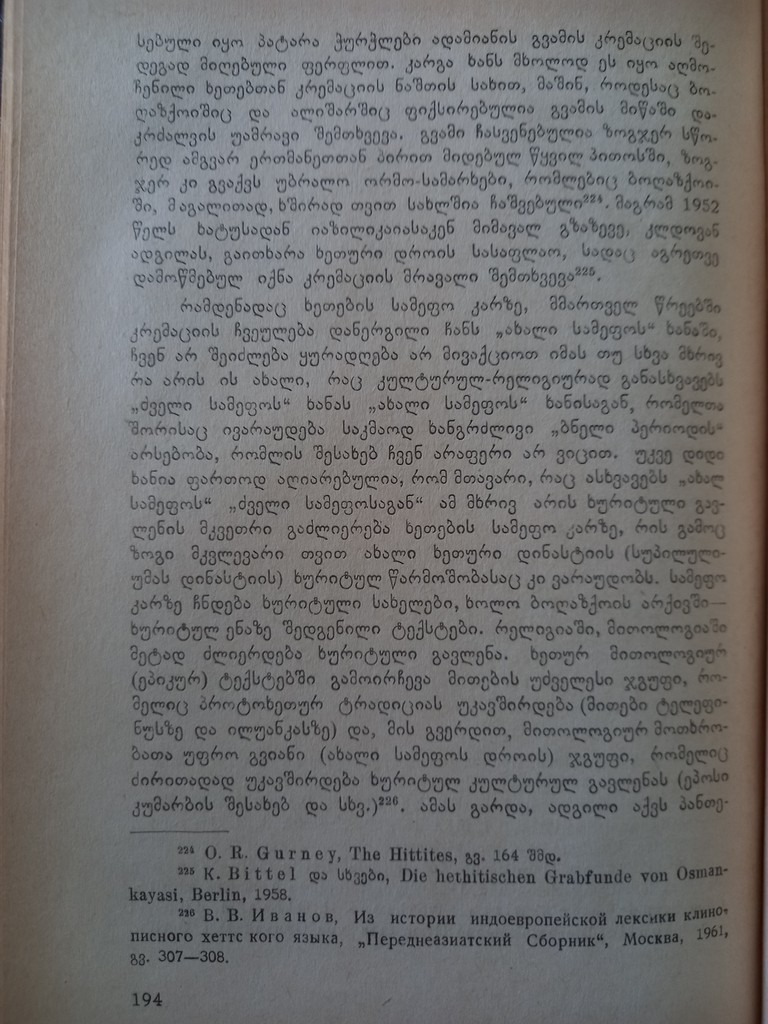 სებული იყო პატარა ჭურჭლები ადამიანის გვამის კრემაციის შე-
დეგად მიღებული ფერფლით. კარგა ხანს მხოლოდ ეს იყო აღმო-
ჩენილი ხეთებთან კრემაციის ნაშთის სახით, მაშინ, როდესაც ბო-
ღაზქოიშიც და ალიშარშიც ფიქსირებულია გვამის მიწაში და-
კრძალვის უამრავი შემთხვევა. გვამი ჩასვენებულია ზოგჯერ სწო-
რედ ამგვარ ერთმანეთთან პირით მიდებულ წყვილ პითოსში, ზოგ-
ჯერ კი გვაქვს უბრალო ორმო-სამარხები, რომლებიც ბოღაზქოი-
ში, მაგალითად, ხშირად თვით სახლშია ჩაშვებული²²⁴. მაგრამ 1952
წელს ხატუსადან იაზილიკაიასაკენ მიმავალ გზაზევე, კლდოვან
ადგილას, გაითხარა ხეთური დროის სასაფლაო, სადაც აგრეთვე
დამოწმებულ იქნა კრემაციის მრავალი შემთხვევა²²⁵.
რამდენადაც ხეთების სამეფო კარზე, მმართველ წრეებში
კრემაციის ჩვეულება დანერგილი ჩანს „ახალი სამეფოს“ ხანაში,
ჩვენ არ შეიძლება ყურადღება არ მივაქციოთ იმას თუ სხვა მხრივ
რა არის ის ახალი, რაც კულტურულ-რელიგიურად განასხვავებს
„ძველი სამეფოს“ ხანას „ახალი სამეფოს“ ხანისაგან, რომელთა
შორისაც ივარაუდება საკმაოდ ხანგრძლივი „ბნელი პერიოდის“
არსებობა, რომლის შესახებ ჩვენ არაფერი არ ვიცით. უკვე დიდი
ხანია ფართოდ აღიარებულია, რომ მთავარი, რაც ასხვავებს „ახალ
სამეფოს“ „ძველი სამეფოსაგან“ ამ მხრივ არის ხურიტული გავ-
ლენის მკვეთრი გაძლიერება ხეთების სამეფო კარზე, რის გამოც
ზოგი მკვლევარი თვით ახალი ხეთური დინასტიის (სუპილული-
უმას დინასტიის) ხურიტულ წარმოშობასაც კი ვარაუდობს. სამეფო
კარზე ჩნდება ხურიტული სახელები, ხოლო ბოღაზქოის არქივში—
ხურიტულ ენაზე შედგენილი ტექსტები. რელიგიაში, მითოლოგიაში
მეტად ძლიერდება ხურიტული გავლენა. ხეთურ მითოლოგიურ
(ეპიკურ) ტექსტებში გამოირჩევა მითების უძველესი ჯგუფი, რო-
მელიც პროტოხეთურ ტრადიციას უკავშირდება (მითები ტელეფი-
ნუსზე და ილუანკასზე) და, მის გვერდით, მითოლოგიურ მოთხრო-
ბათა უფრო გვიანი (ახალი სამეფოს დროის) ჯგუფი, რომელიც
ძირითადად უკავშირდება ხურიტულ კულტურულ გავლენას (ეპოსი
კუმარბის შესახებ და სხვ.)²²⁶. ამას გარდა, ადგილი აქვს პანთე-
²²⁴ O. R. Gurney, The Hittites, გვ. 164 შმდ.
²²⁵ K. Bittel და სხვები, Die hethitischen Grabfunde von Osman-
kayasi, Berlin, 1958.
²²⁶ В. В. Иванов, Из истории индоевропейской лексики клино-
писного хеттс кого языка, „Переднеазиатский Сборник“, Москва, 1961,
გვ. 307—308.
194